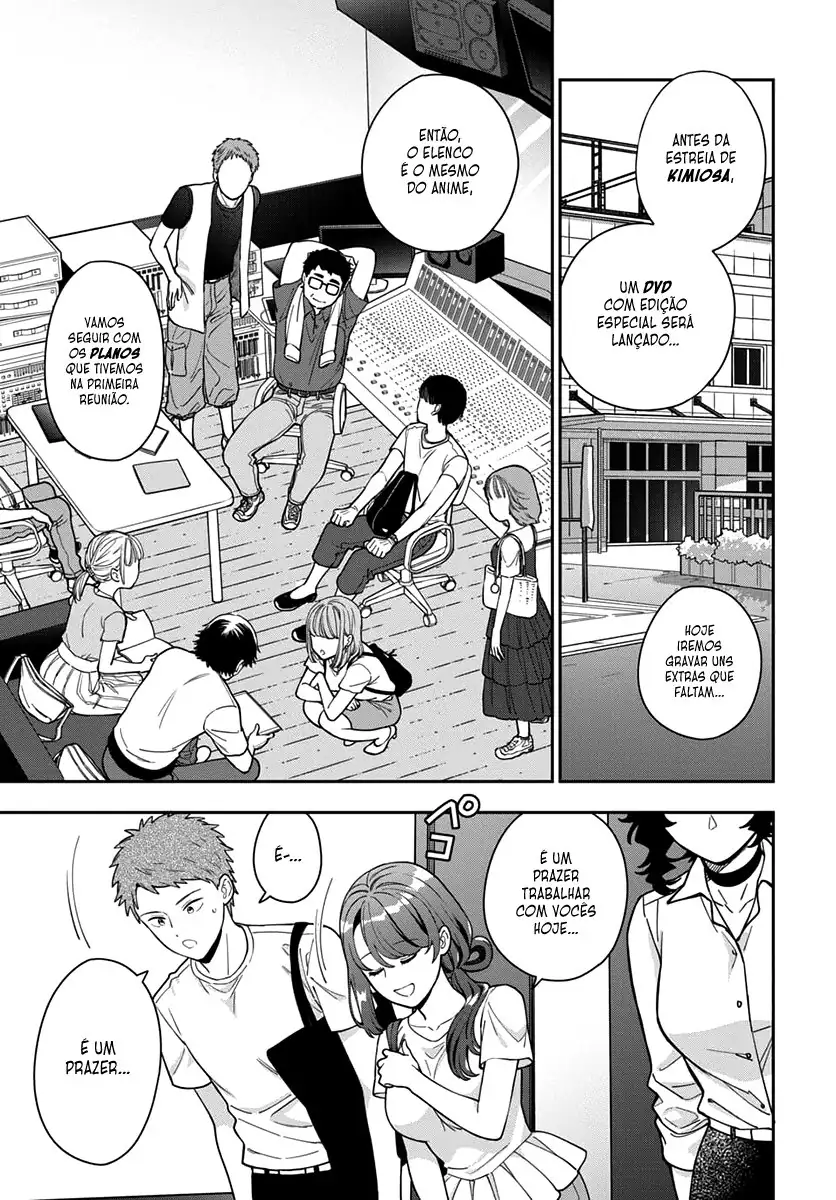 ANTES DA
ESTREIA DE
KIMIOSA,
UM DVD
COM EDIÇÃO
ESPECIAL SERÁ
LANÇADO...
HOJE
IREMOS
GRAVAR UNS
EXTRAS QUE
FALTAM...
ENTÃO,
O ELENCO
É O MESMO
DO ANIME,
VAMOS
SEGUIR COM
OS PLANOS
QUE TIVEMOS
NA PRIMEIRA
REUNIÃO.
É UM
PRAZER
TRABALHAR
COM VOCÊS
HOJE...
ペコ
É-...
É UM
PRAZER...